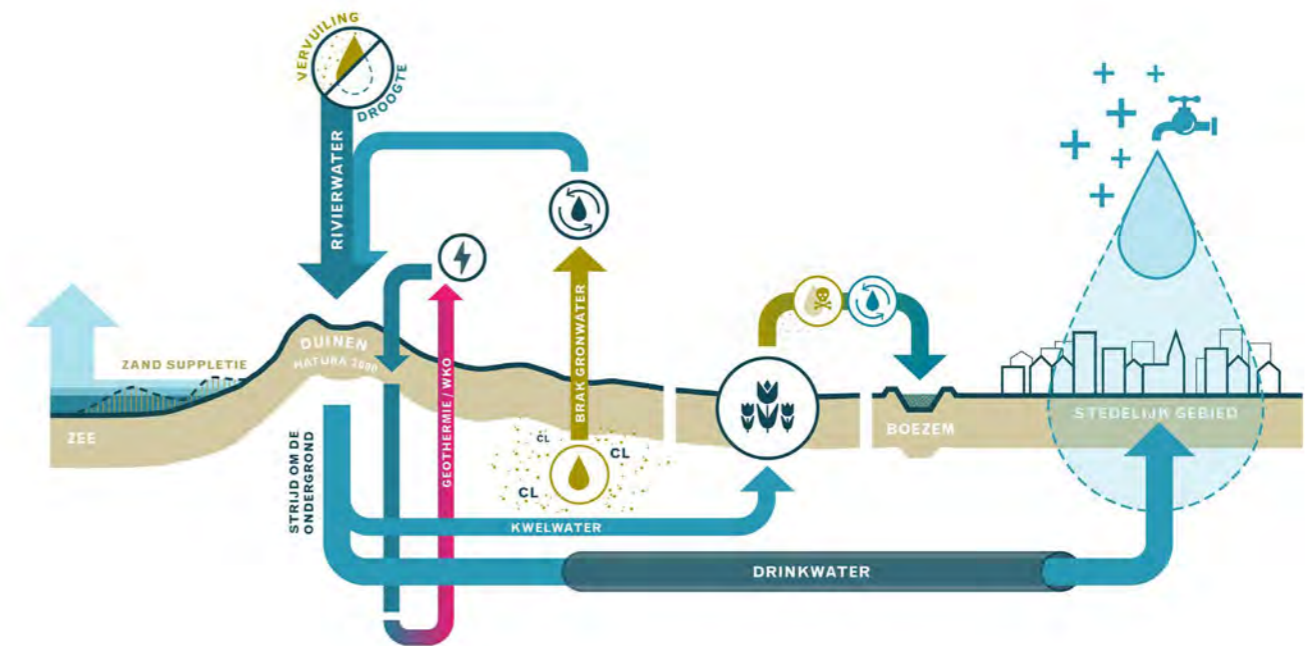 VERVUILING
DROOGTE
RIVIERWATER
ZAND SUPPLETIE
DUINEN
NATURA 2000
ZEE
STRIJD OM DE
ONDERGROND
GEOTHERMIE / WKO
BRAK GRONWATER
CL
CL
CL
KWELWATER
DRINKWATER
BOEZEM
STEDELIJK GEBIED